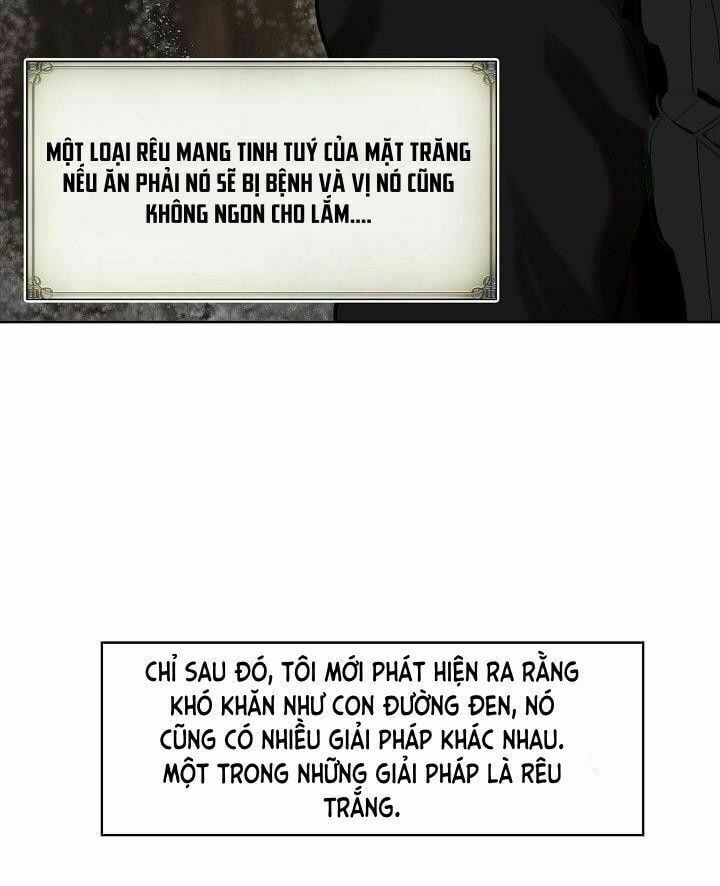 MỘT LOẠI RÊU MANG TINH TUÝ CỦA MẶT TRĂNG
NẾU ĂN PHẢI NÓ SẼ BỊ BỆNH VÀ VỊ NÓ CŨNG
KHÔNG NGON CHO LẮM....
CHỈ SAU ĐÓ, TÔI MỚI PHÁT HIỆN RA RẰNG
KHÓ KHĂN NHƯ CON ĐƯỜNG ĐEN, NÓ
CŨNG CÓ NHIỀU GIẢI PHÁP KHÁC NHAU.
MỘT TRONG NHỮNG GIẢI PHÁP LÀ RÊU
TRẮNG.